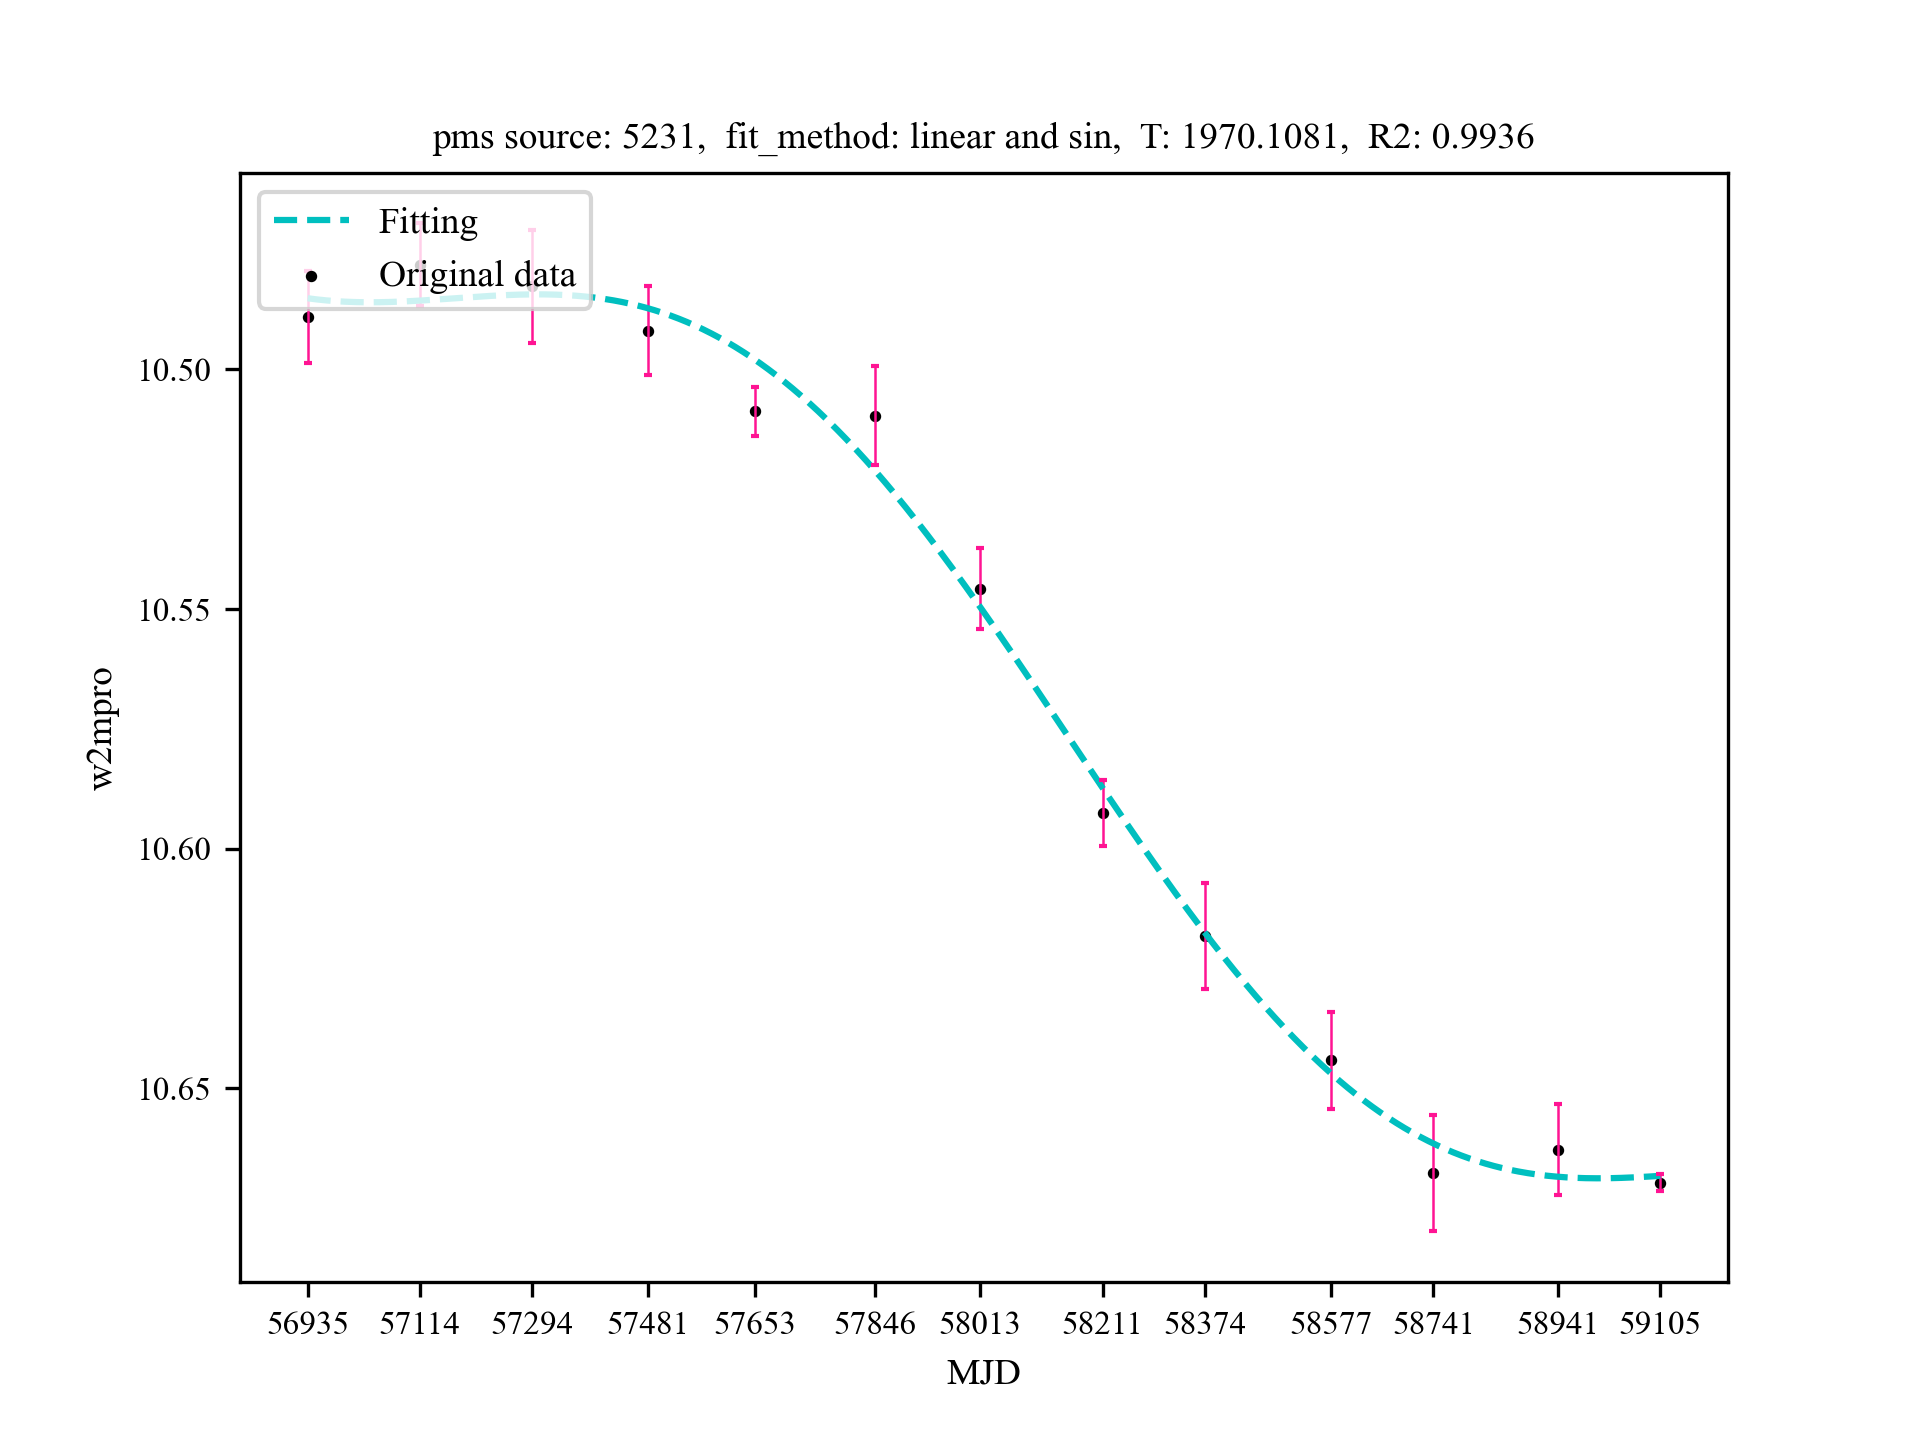 pms source: 5231, fit_method: linear and sin, T: 1970.1081, R2: 0.9936
Fitting
Original data
10.50
10.55
10.60
10.65
w2mpro
56935 57114 57294 57481 57653 57846 58013 58211 58374 58577 58741 58941 59105
MJD